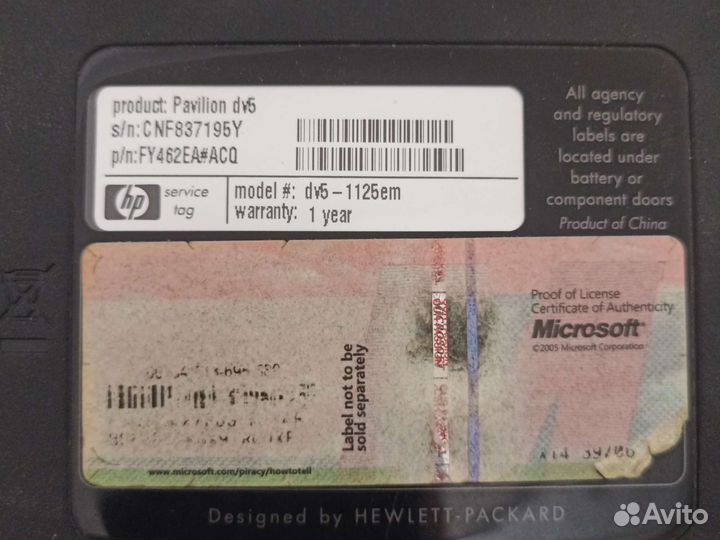 product: Pavilion dv5
s/n:CNF837195Y
p/n:FY462EA#ACQ
hp
service
tag
model #: dv5-1125em
warranty: 1 year
All agency
and regulatory
labels are
located under
battery or
component doors
Product of China
Proof of License
Certificate of Authenticity
Microsoft
©2005 Microsoft Corporation
Label not to be
sold separately
www.microsoft.com/piracy/howtotell
Designed by HEWLETT-PACKARD
Avito